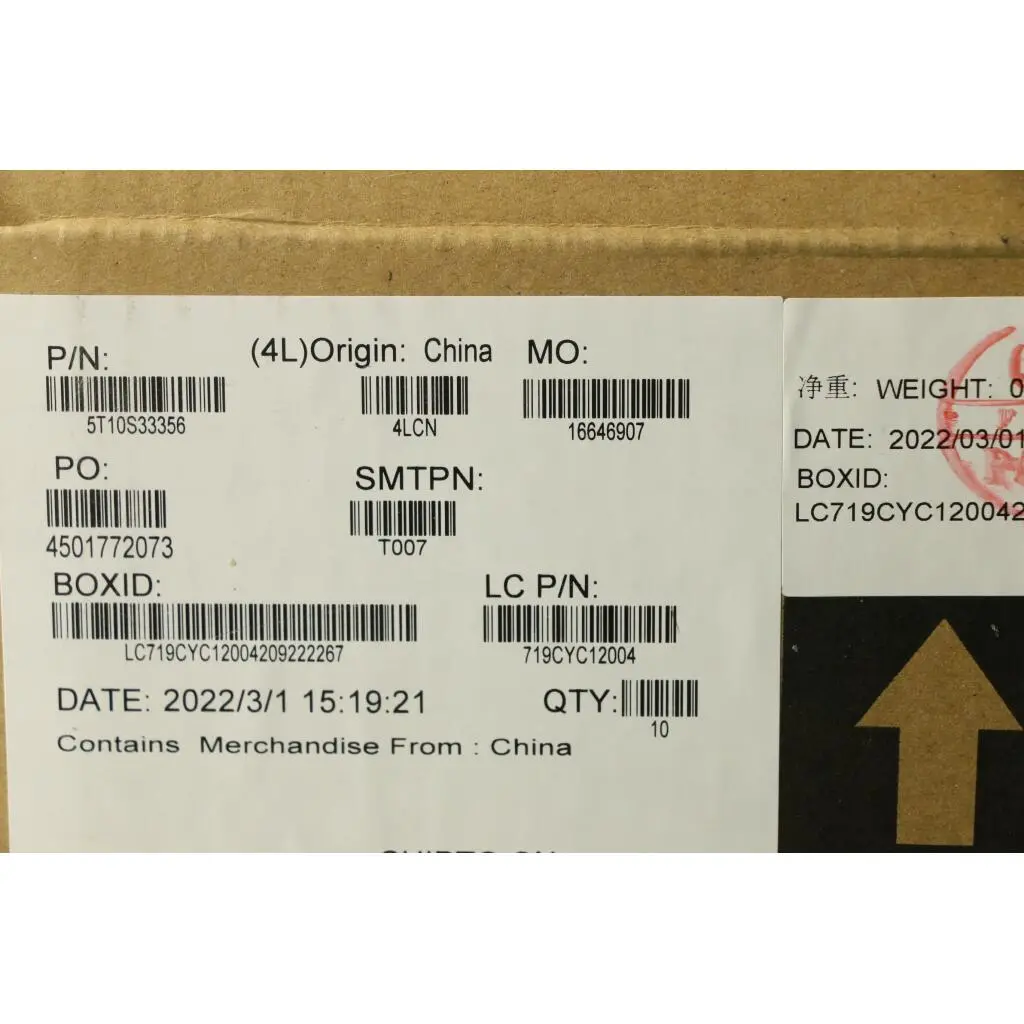 P/N:
5T10S33356
(4L)Origin: China
4LCN
MO:
16646907
PO:
4501772073
SMTPN:
T007
BOXID:
LC719CYC12004209222267
LC P/N:
719CYC12004
DATE: 2022/3/1 15:19:21
QTY:
10
Contains Merchandise From : China
净重: WEIGHT: 0
DATE: 2022/03/01
BOXID:
LC719CYC120042